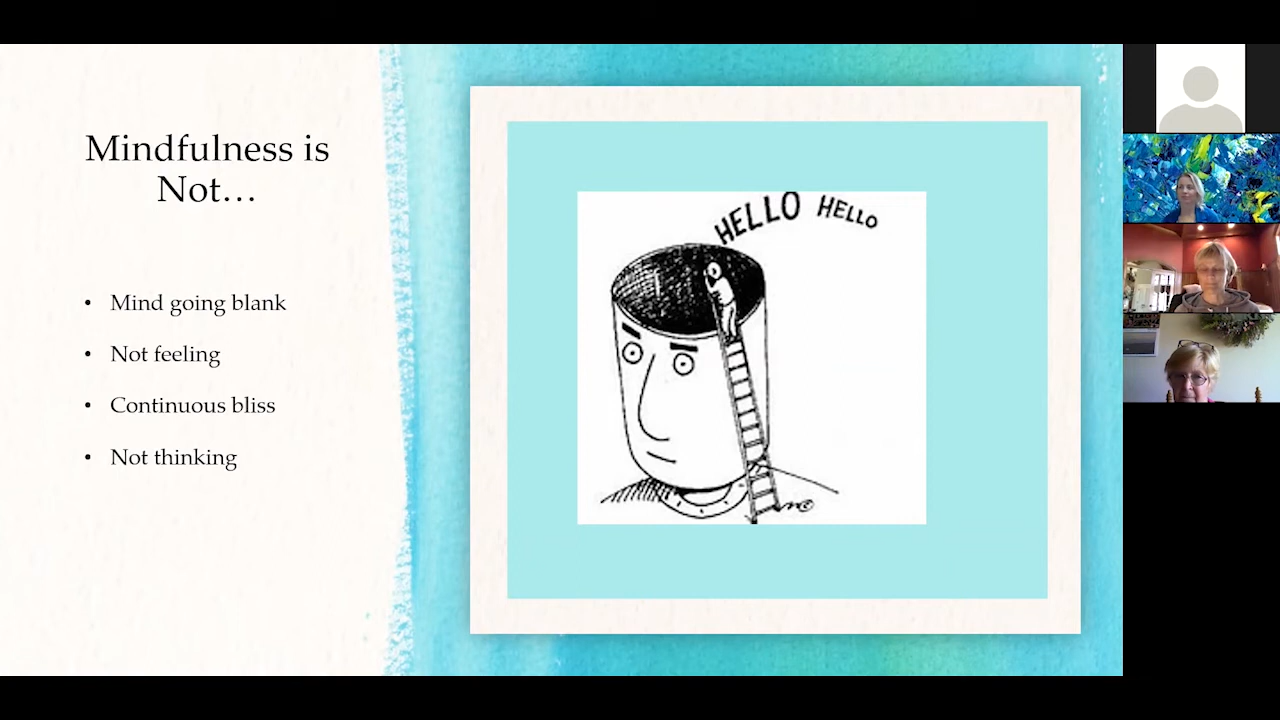 Mindfulness is
Not…
• Mind going blank
• Not feeling
• Continuous bliss
• Not thinking
HELLO HELLO